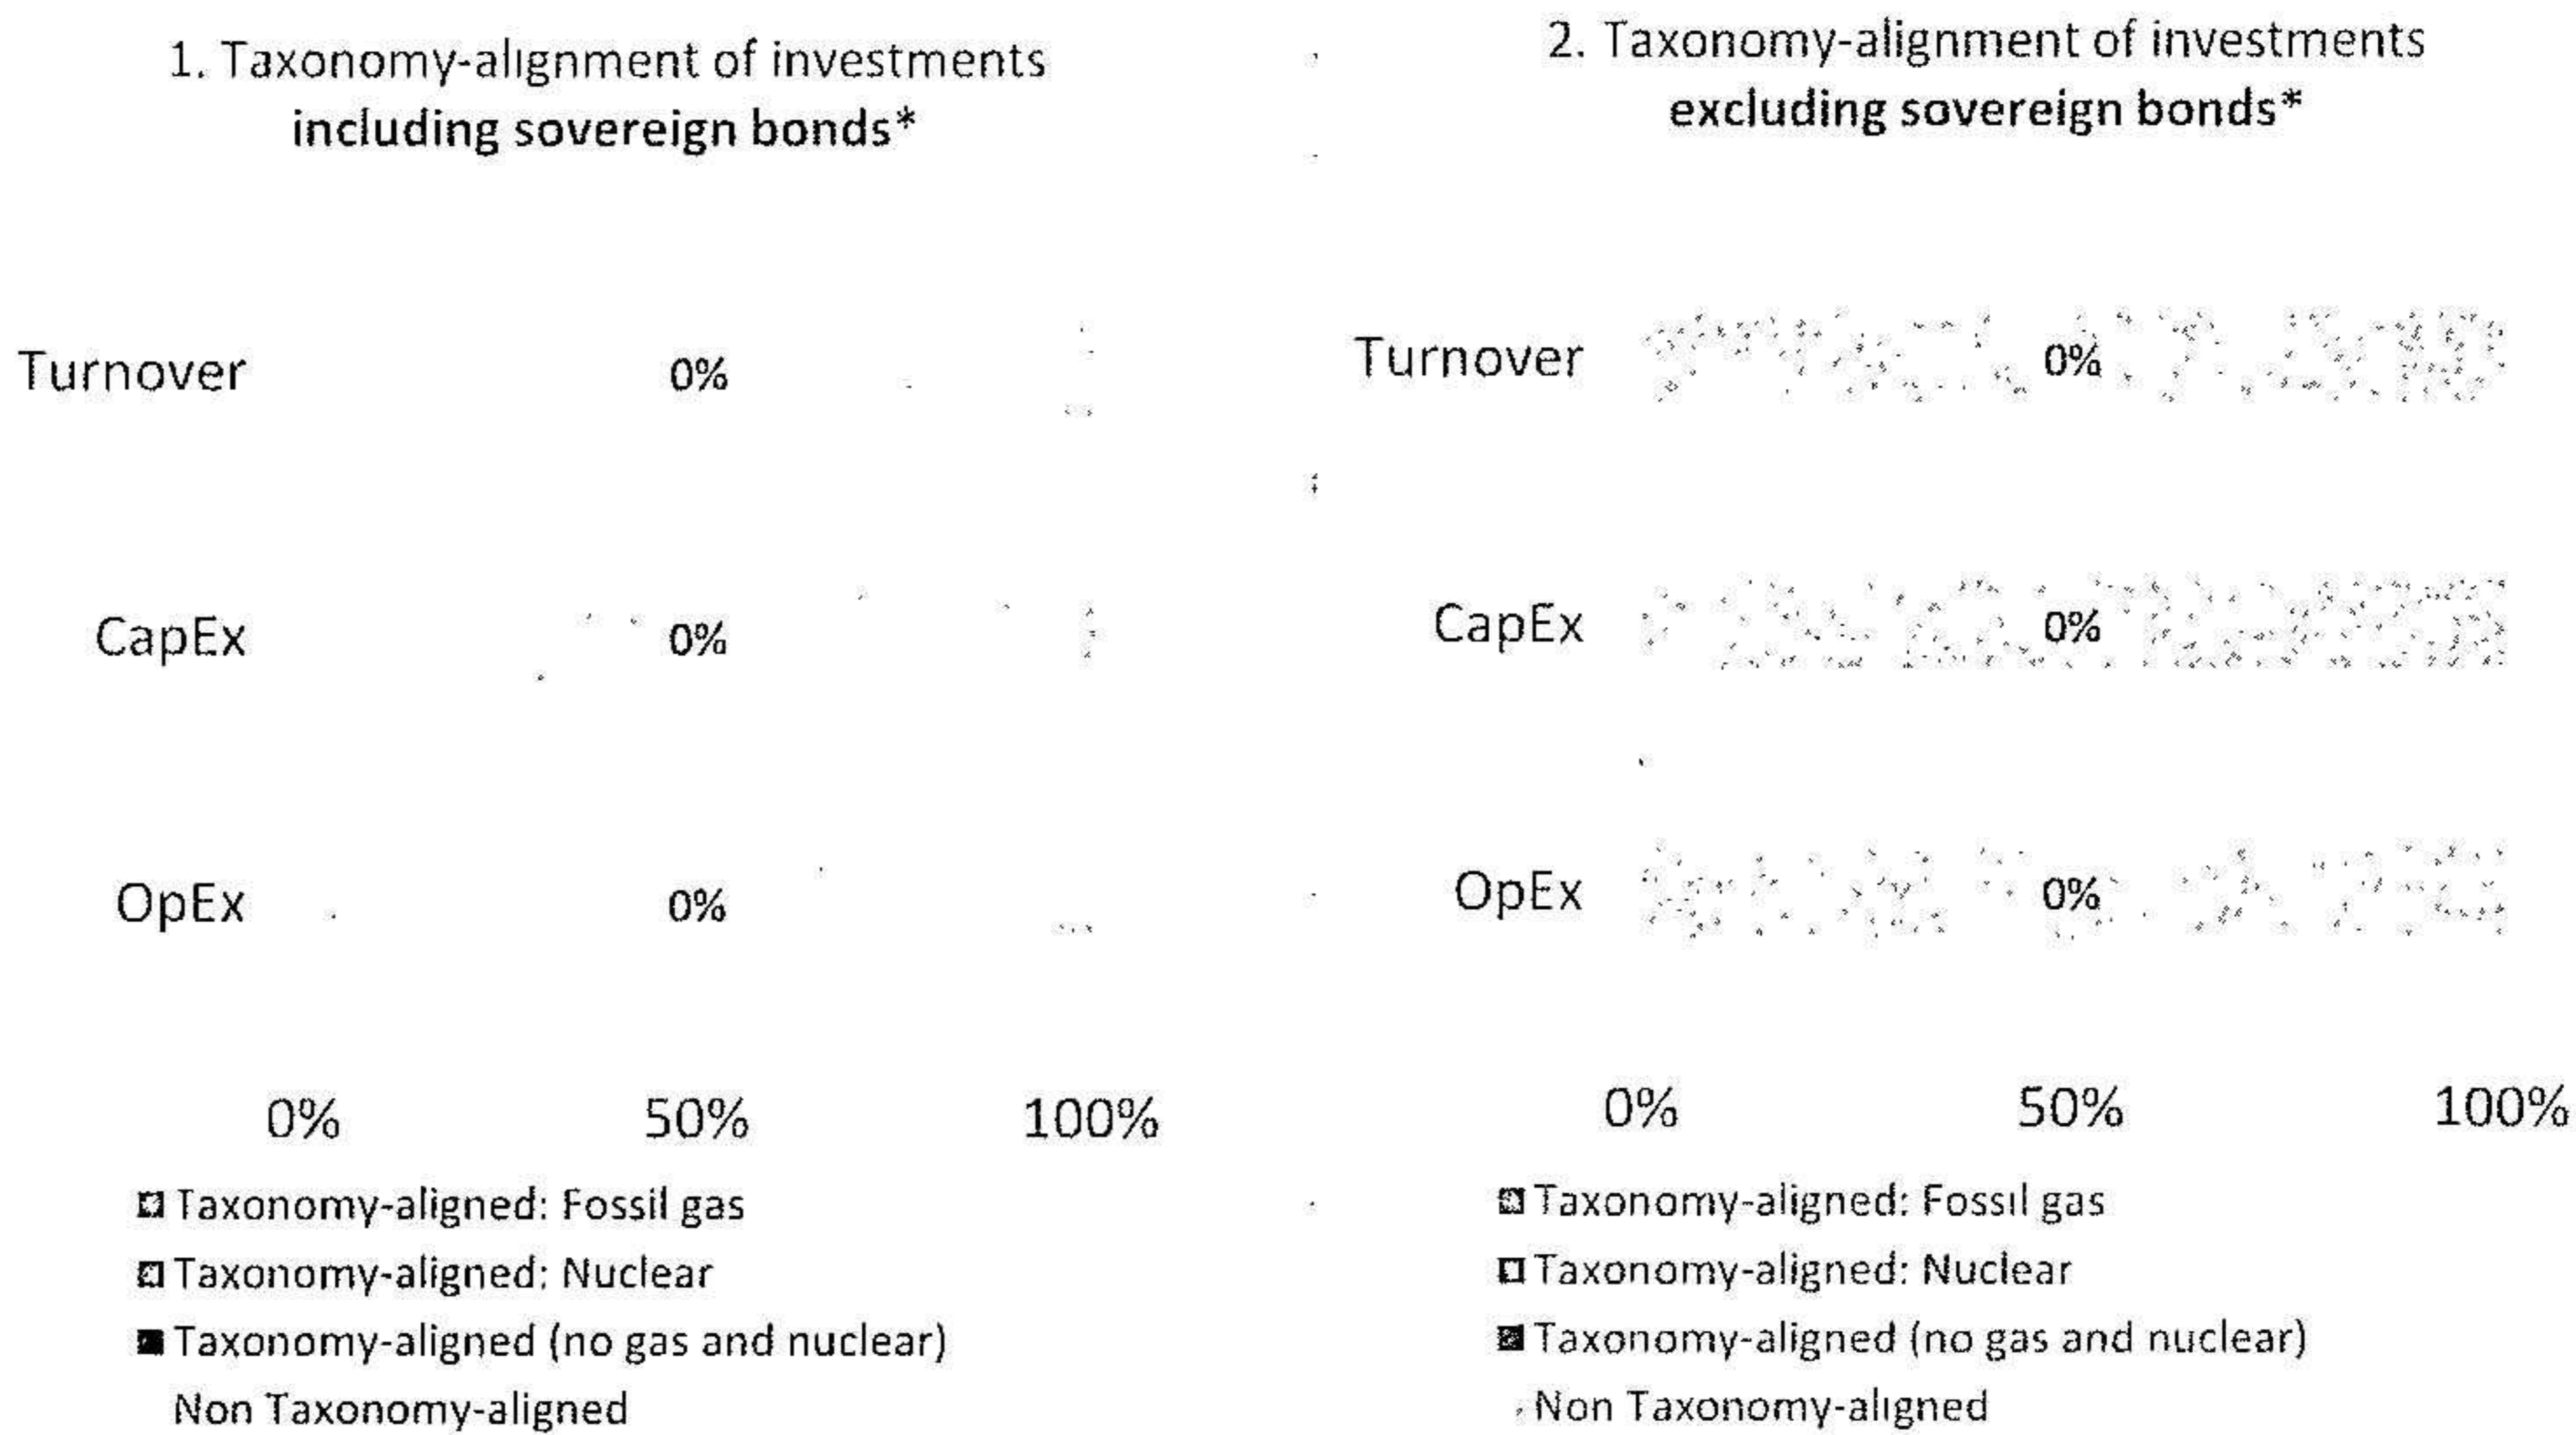 1. Taxonomy-alignment of investments
including sovereign bonds*
Turnover
0%
CapEx
0%
OpEx
0%
0%
50%
100%
Taxonomy-aligned: Fossil gas
Taxonomy-aligned: Nuclear
Taxonomy-aligned (no gas and nuclear)
Non Taxonomy-aligned
2. Taxonomy-alignment of investments
excluding sovereign bonds*
Turnover
0%
CapEx
0%
OpEx
0%
0%
50%
100%
Taxonomy-aligned: Fossil gas
Taxonomy-aligned: Nuclear
Taxonomy-aligned (no gas and nuclear)
Non Taxonomy-aligned